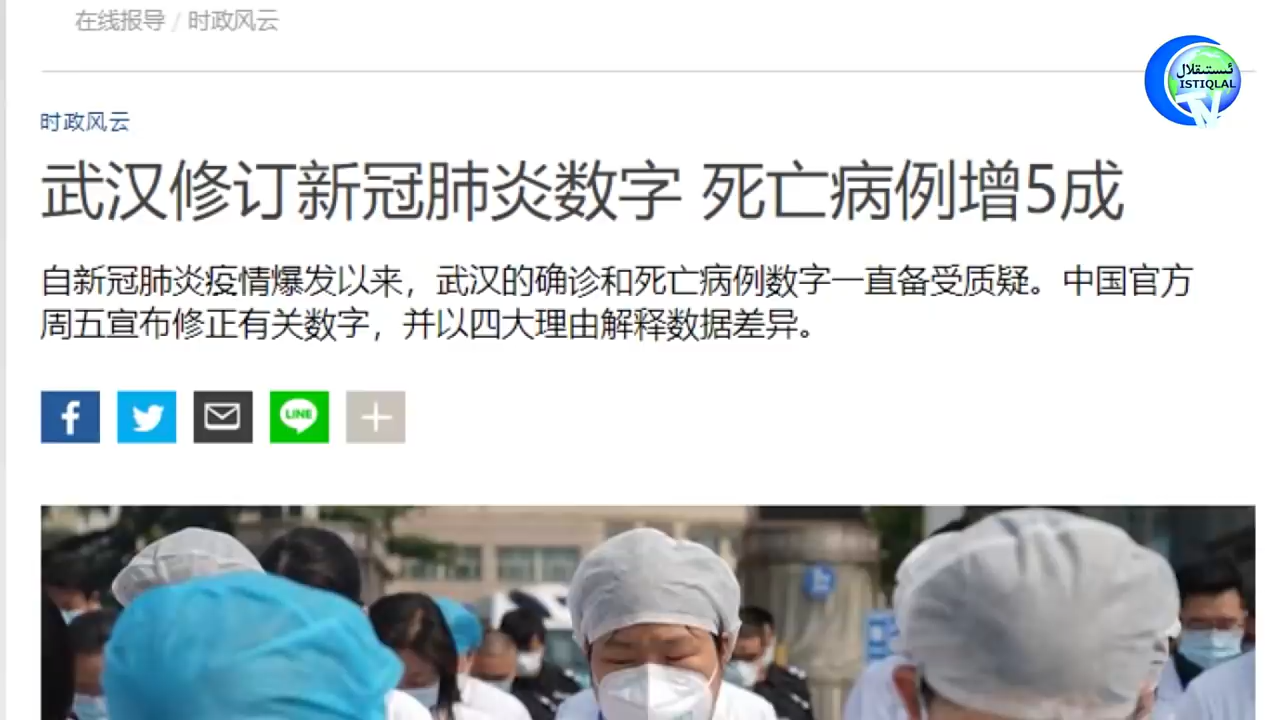 在线报导 / 时政风云
ئىستىقلال
ISTIQLAL
TV
时政风云
武汉修订新冠肺炎数字 死亡病例增5成
自新冠肺炎疫情爆发以来，武汉的确诊和死亡病例数字一直备受质疑。中国官方
周五宣布修正有关数字，并以四大理由解释数据差异。
LINE